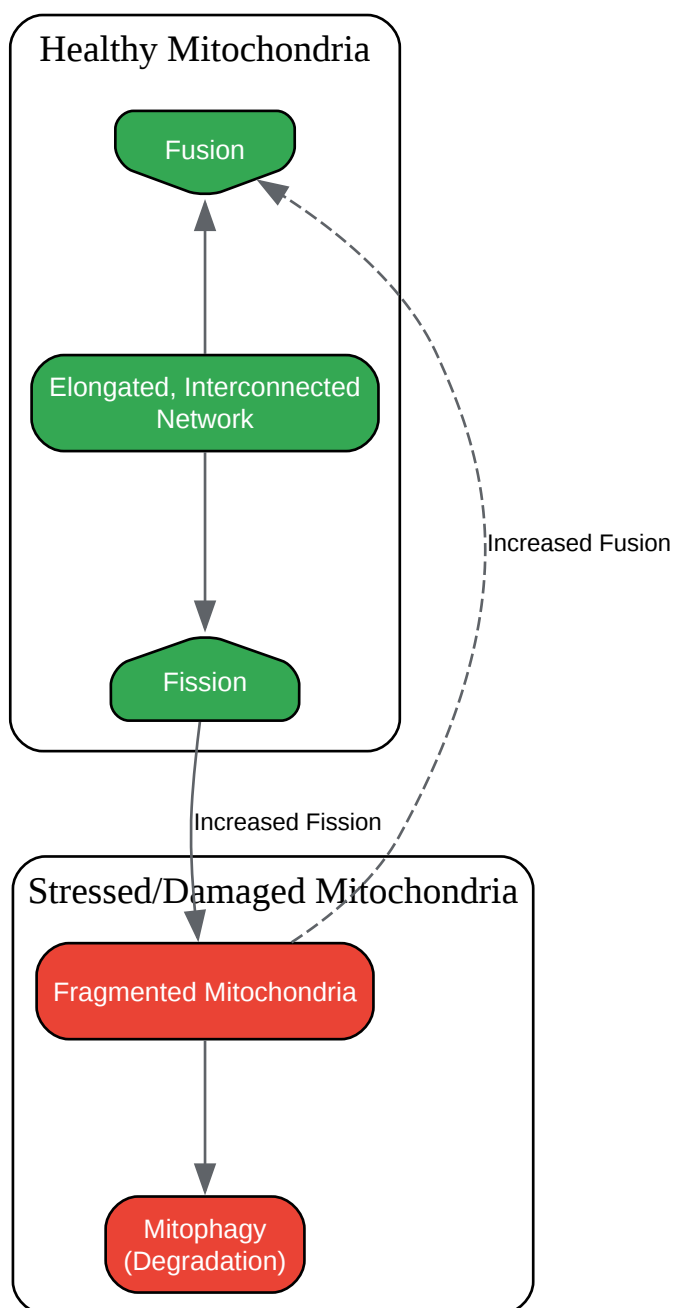 Healthy Mitochondria
Fusion
Elongated, Interconnected
Network
Increased Fusion
Fission
Increased Fission
Stressed/Damaged Mitochondria
Fragmented Mitochondria
Mitophagy
(Degradation)